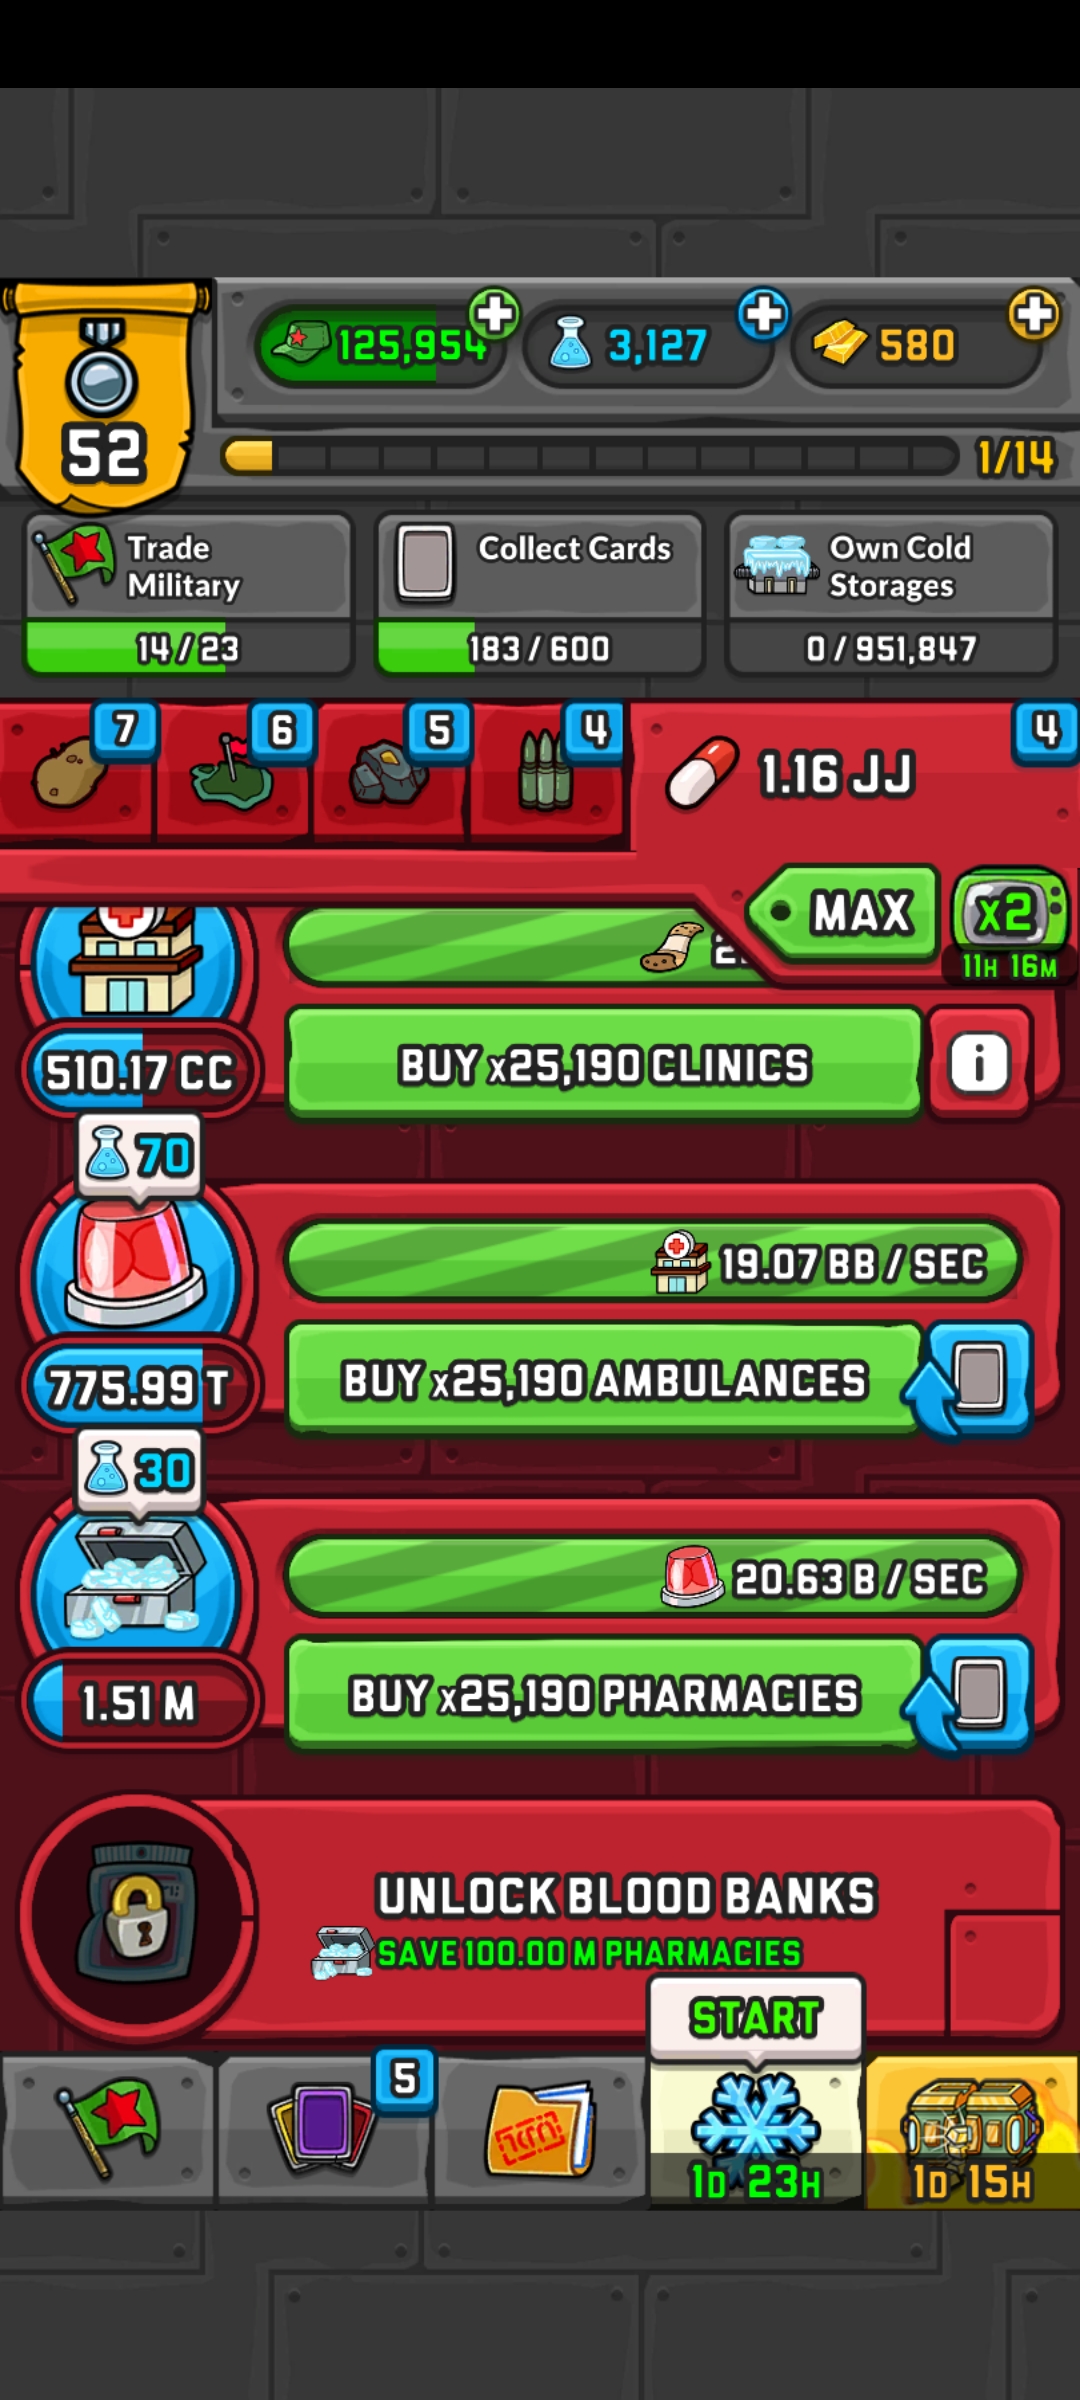 125,954
3,127
580
52
1/14
Trade
Military
14 / 23
Collect Cards
183 / 600
Own Cold
Storages
0 / 951,847
7
6
5
4
1.16 JJ
4
MAX
x2
11H 16M
510.17 CC
BUY x25,190 CLINICS
i
70
19.07 BB / SEC
775.99 T
BUY x25,190 AMBULANCES
30
20.63 B / SEC
1.51 M
BUY x25,190 PHARMACIES
UNLOCK BLOOD BANKS
SAVE 100.00 M PHARMACIES
START
5
1D 23H
1D 15H